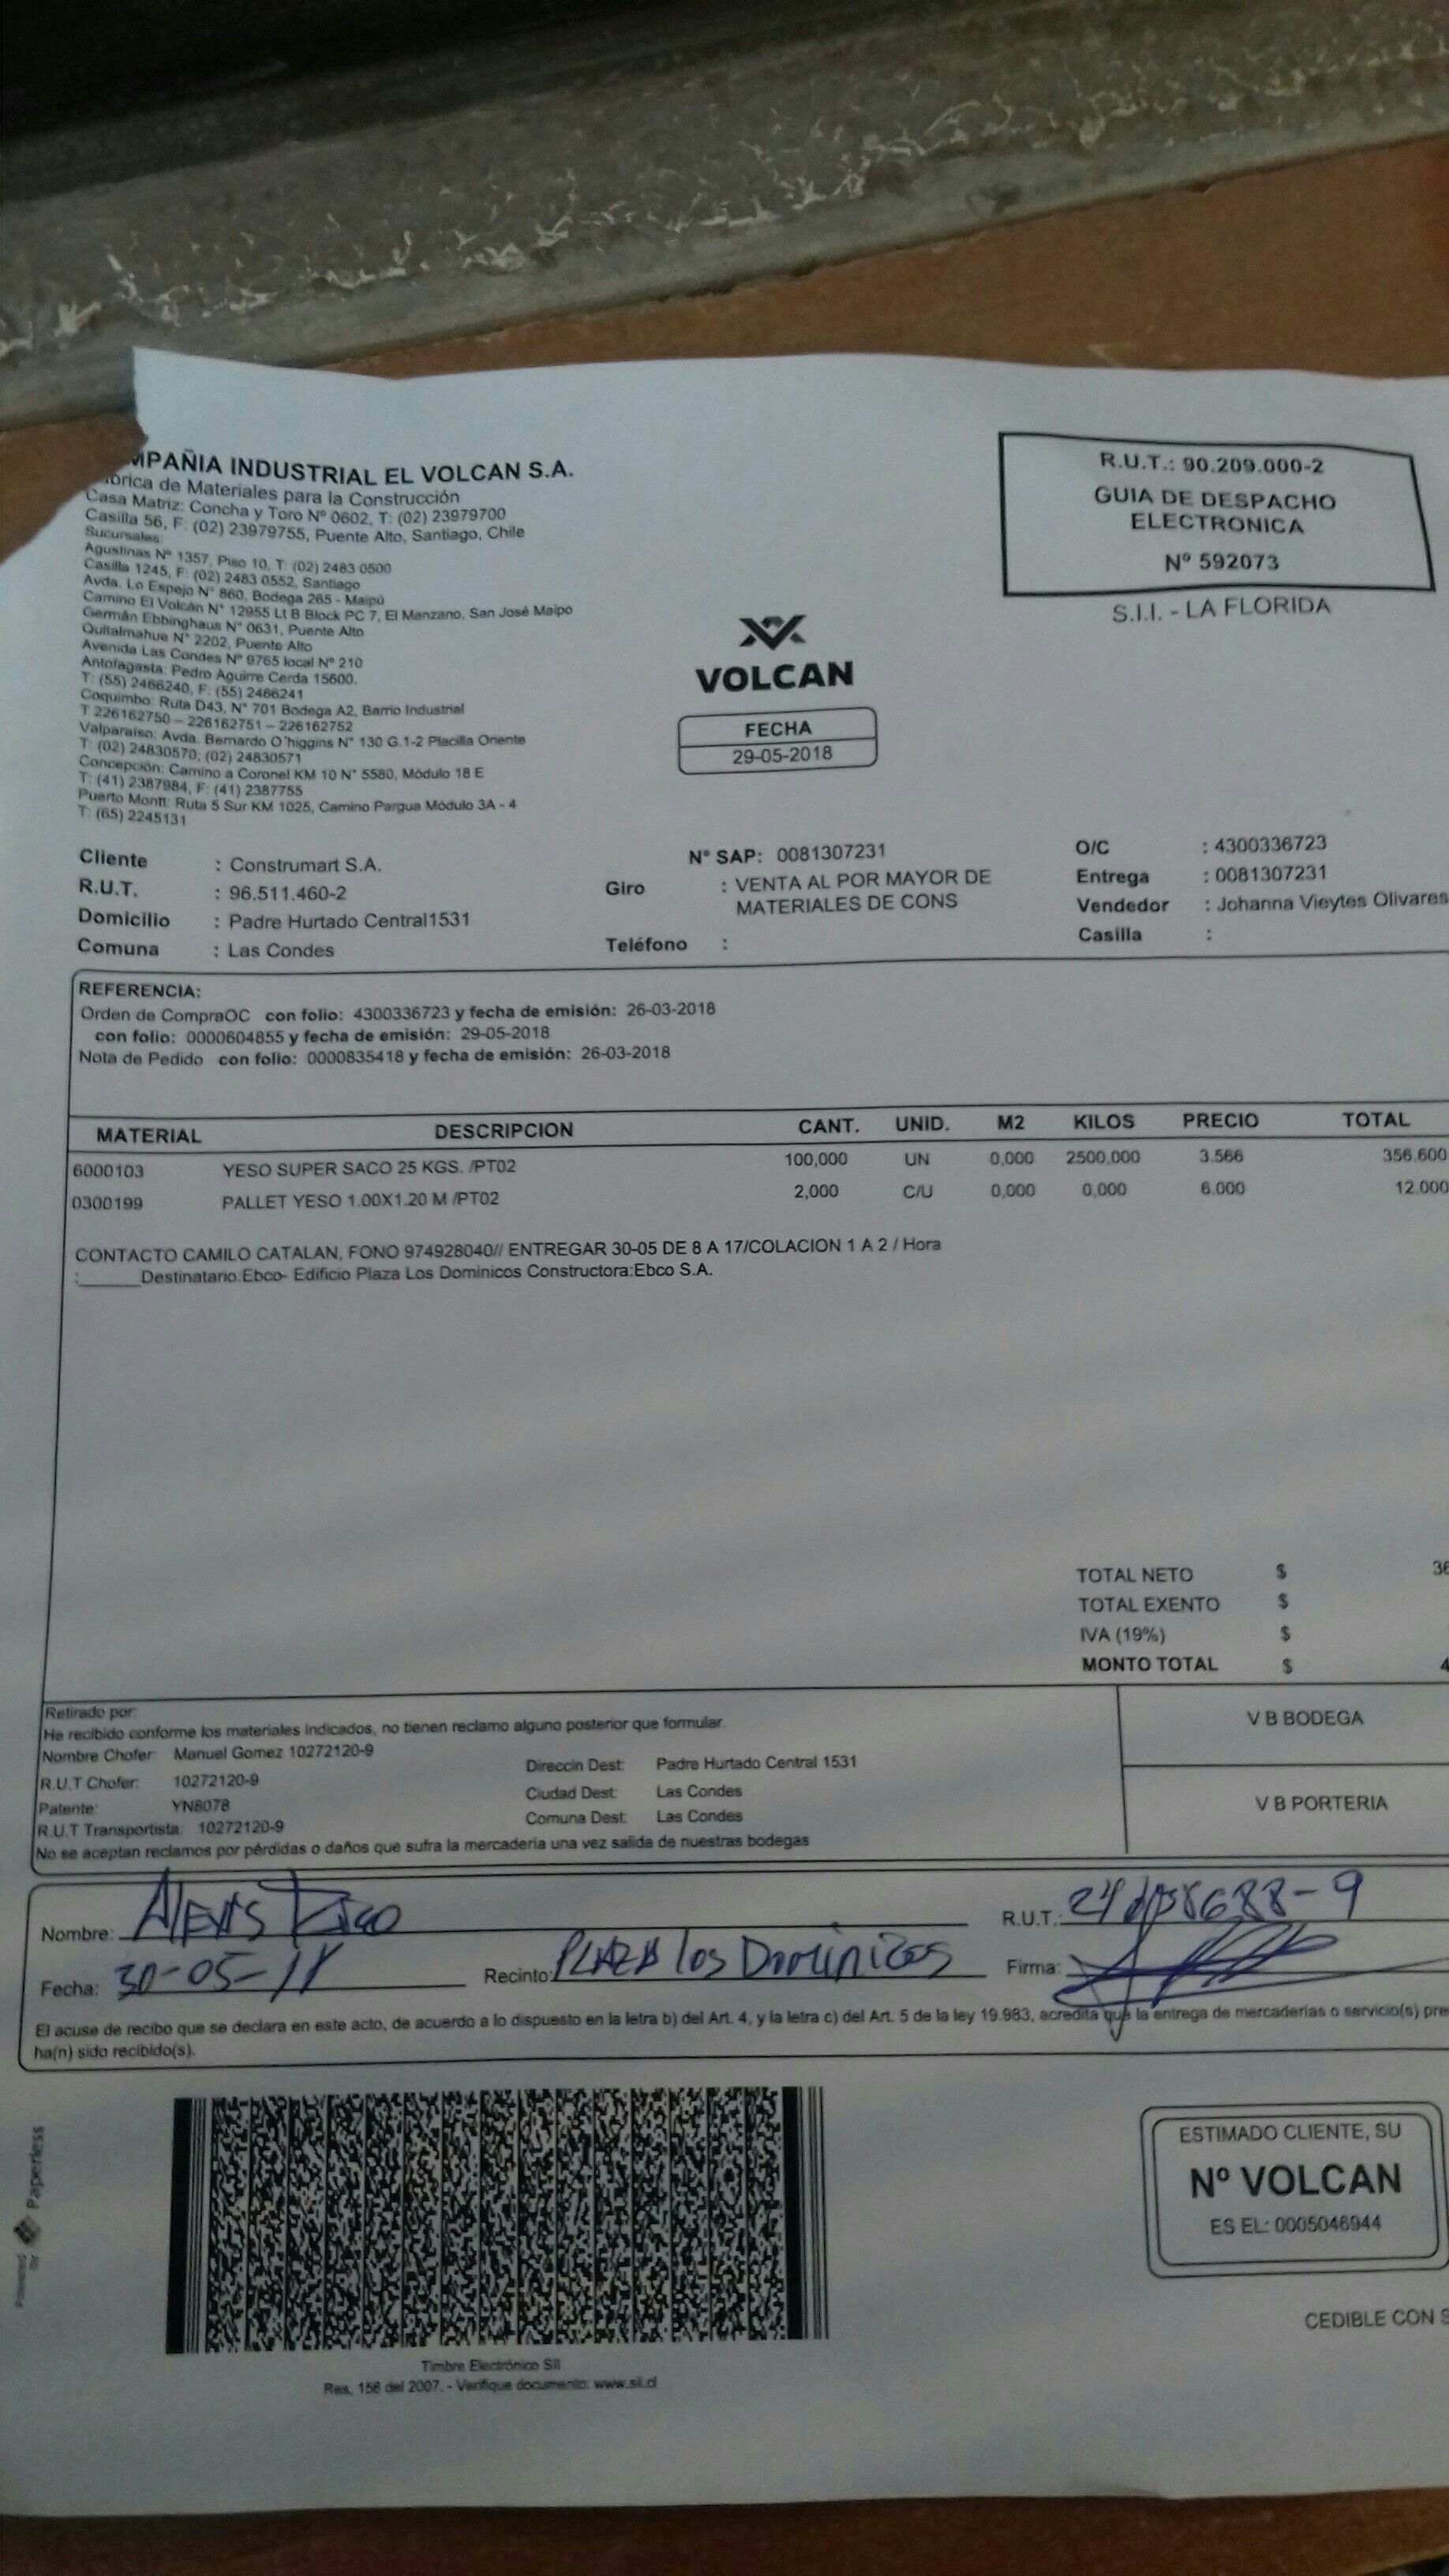 MPAÑIA INDUSTRIAL EL VOLCAN S.A.
brica de Materiales para la Construcción
Casa Matriz: Concha y Toro Nº 0602, T: (02) 23979700
Casilla 56, F: (02) 23979755, Puente Alto, Santiago, Chile
Sucursales:
Agustinas Nº 1357, Piso 10, T: (02) 2483 0500
Casilla 1245, F: (02) 2483 0552, Santiago
Avda. Lo Espejo N° 860, Bodega 265 - Maipú
Camino El Volcán N° 12955 Lt B Block PC 7, El Manzano, San José Maipo
Germán Ebbinghaus N° 0631, Puente Alto
Quitalmahue N° 2202, Puente Alto
Avenida Las Condes Nº 9765 local Nº 210
Antofagasta: Pedro Aguirre Cerda 15600.
T: (55) 2466240, F: (55) 2466241
Coquimbo: Ruta D43, N° 701 Bodega A2, Barrio Industrial
T 226162750 – 226162751 – 226162752
Valparaiso: Avda. Bernardo O´higgins N° 130 G.1-2 Placilla Oriente
T: (02) 24830570, (02) 24830571
Concepción: Camino a Coronel KM 10 N° 5580, Módulo 18 E
T: (41) 2387984, F: (41) 2387755
Puerto Montt: Ruta 5 Sur KM 1025, Camino Pargua Módulo 3A - 4
T: (65) 2245131
VOLCAN
FECHA
29-05-2018
R.U.T.: 90.209.000-2
GUIA DE DESPACHO
ELECTRONICA
Nº 592073
S.I.I. - LA FLORIDA
Cliente : Construmart S.A.
R.U.T. : 96.511.460-2
Domicilio : Padre Hurtado Central1531
Comuna : Las Condes
N° SAP: 0081307231
Giro : VENTA AL POR MAYOR DE
MATERIALES DE CONS
Teléfono :
O/C : 4300336723
Entrega : 0081307231
Vendedor : Johanna Vieytes Olivares
Casilla :
REFERENCIA:
Orden de CompraOC con folio: 4300336723 y fecha de emisión: 26-03-2018
con folio: 0000604855 y fecha de emisión: 29-05-2018
Nota de Pedido con folio: 0000835418 y fecha de emisión: 26-03-2018
MATERIAL DESCRIPCION CANT. UNID. M2 KILOS PRECIO TOTAL
6000103 YESO SUPER SACO 25 KGS. /PT02 100,000 UN 0,000 2500,000 3.566 356.600
0300199 PALLET YESO 1.00X1.20 M /PT02 2,000 C/U 0,000 0,000 6.000 12.000
CONTACTO CAMILO CATALAN, FONO 974928040// ENTREGAR 30-05 DE 8 A 17/COLACION 1 A 2 / Hora
:______Destinatario:Ebco- Edificio Plaza Los Dominicos Constructora:Ebco S.A.
TOTAL NETO $ 36
TOTAL EXENTO $
IVA (19%) $
MONTO TOTAL $ 4
Retirado por:
He recibido conforme los materiales indicados, no tienen reclamo alguno posterior que formular.
Nombre Chofer: Manuel Gomez 10272120-9
R.U.T Chofer: 10272120-9
Patente: YN8078
R.U.T Transportista: 10272120-9
Direccin Dest: Padre Hurtado Central 1531
Ciudad Dest: Las Condes
Comuna Dest: Las Condes
No se aceptan reclamos por pérdidas o daños que sufra la mercadería una vez salida de nuestras bodegas
V B BODEGA
V B PORTERIA
Nombre: Alexis
R.U.T.:
Fecha: 30-05-18 Recinto: PLAZA los Dominicos Firma:
El acuse de recibo que se declara en este acto, de acuerdo a lo dispuesto en la letra b) del Art. 4, y la letra c) del Art. 5 de la ley 19.983, acredita que la entrega de mercaderías o servicio(s) pre
ha(n) sido recibido(s).
Powered by Paperless
Timbre Electrónico SII
Res. 156 del 2007. - Verifique documento: www.sii.cl
ESTIMADO CLIENTE, SU
Nº VOLCAN
ES EL: 0005046944
CEDIBLE CON S